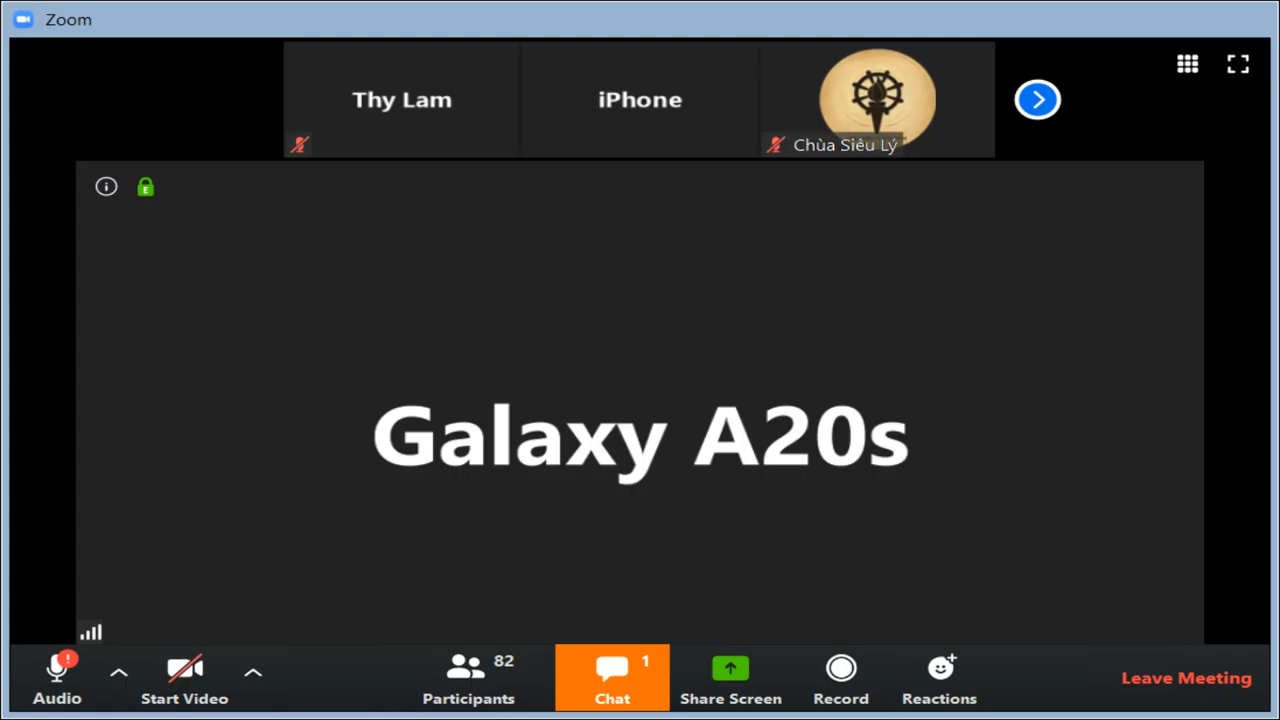 Zoom
Thy Lam
iPhone
Chùa Siêu Lý
E
Galaxy A20s
Audio
Start Video
82
Participants
1
Chat
Share Screen
Record
Reactions
Leave Meeting